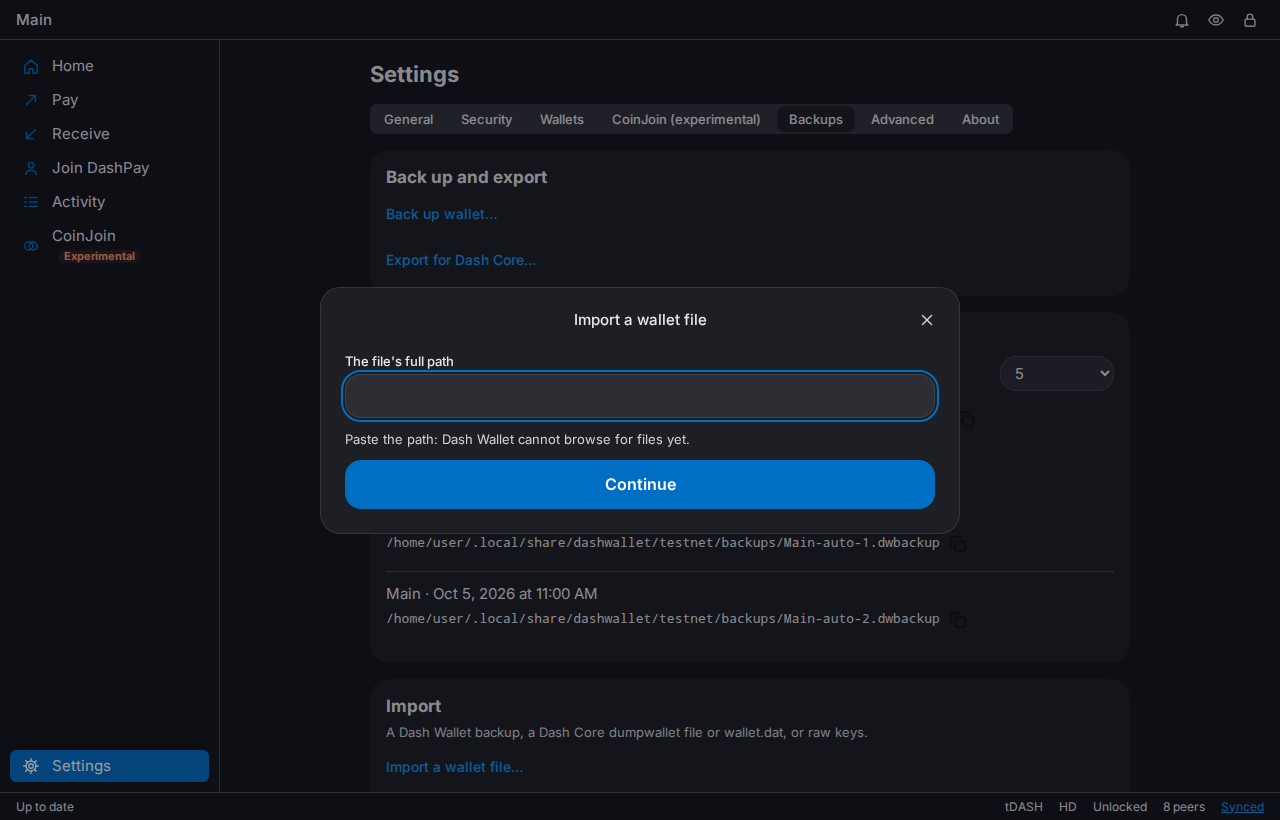 Main
Home
Pay
Receive
Join DashPay
Activity
CoinJoin
Experimental
Settings
Settings
General Security Wallets CoinJoin (experimental) Backups Advanced About
Back up and export
Back up wallet...
Export for Dash Core...
Import a wallet file
The file's full path
5
Paste the path: Dash Wallet cannot browse for files yet.
Continue
/home/user/.local/share/dashwallet/testnet/backups/Main-auto-1.dwbackup
Main · Oct 5, 2026 at 11:00 AM
/home/user/.local/share/dashwallet/testnet/backups/Main-auto-2.dwbackup
Import
A Dash Wallet backup, a Dash Core dumpwallet file or wallet.dat, or raw keys.
Import a wallet file...
Up to date
tDASH HD Unlocked 8 peers Synced